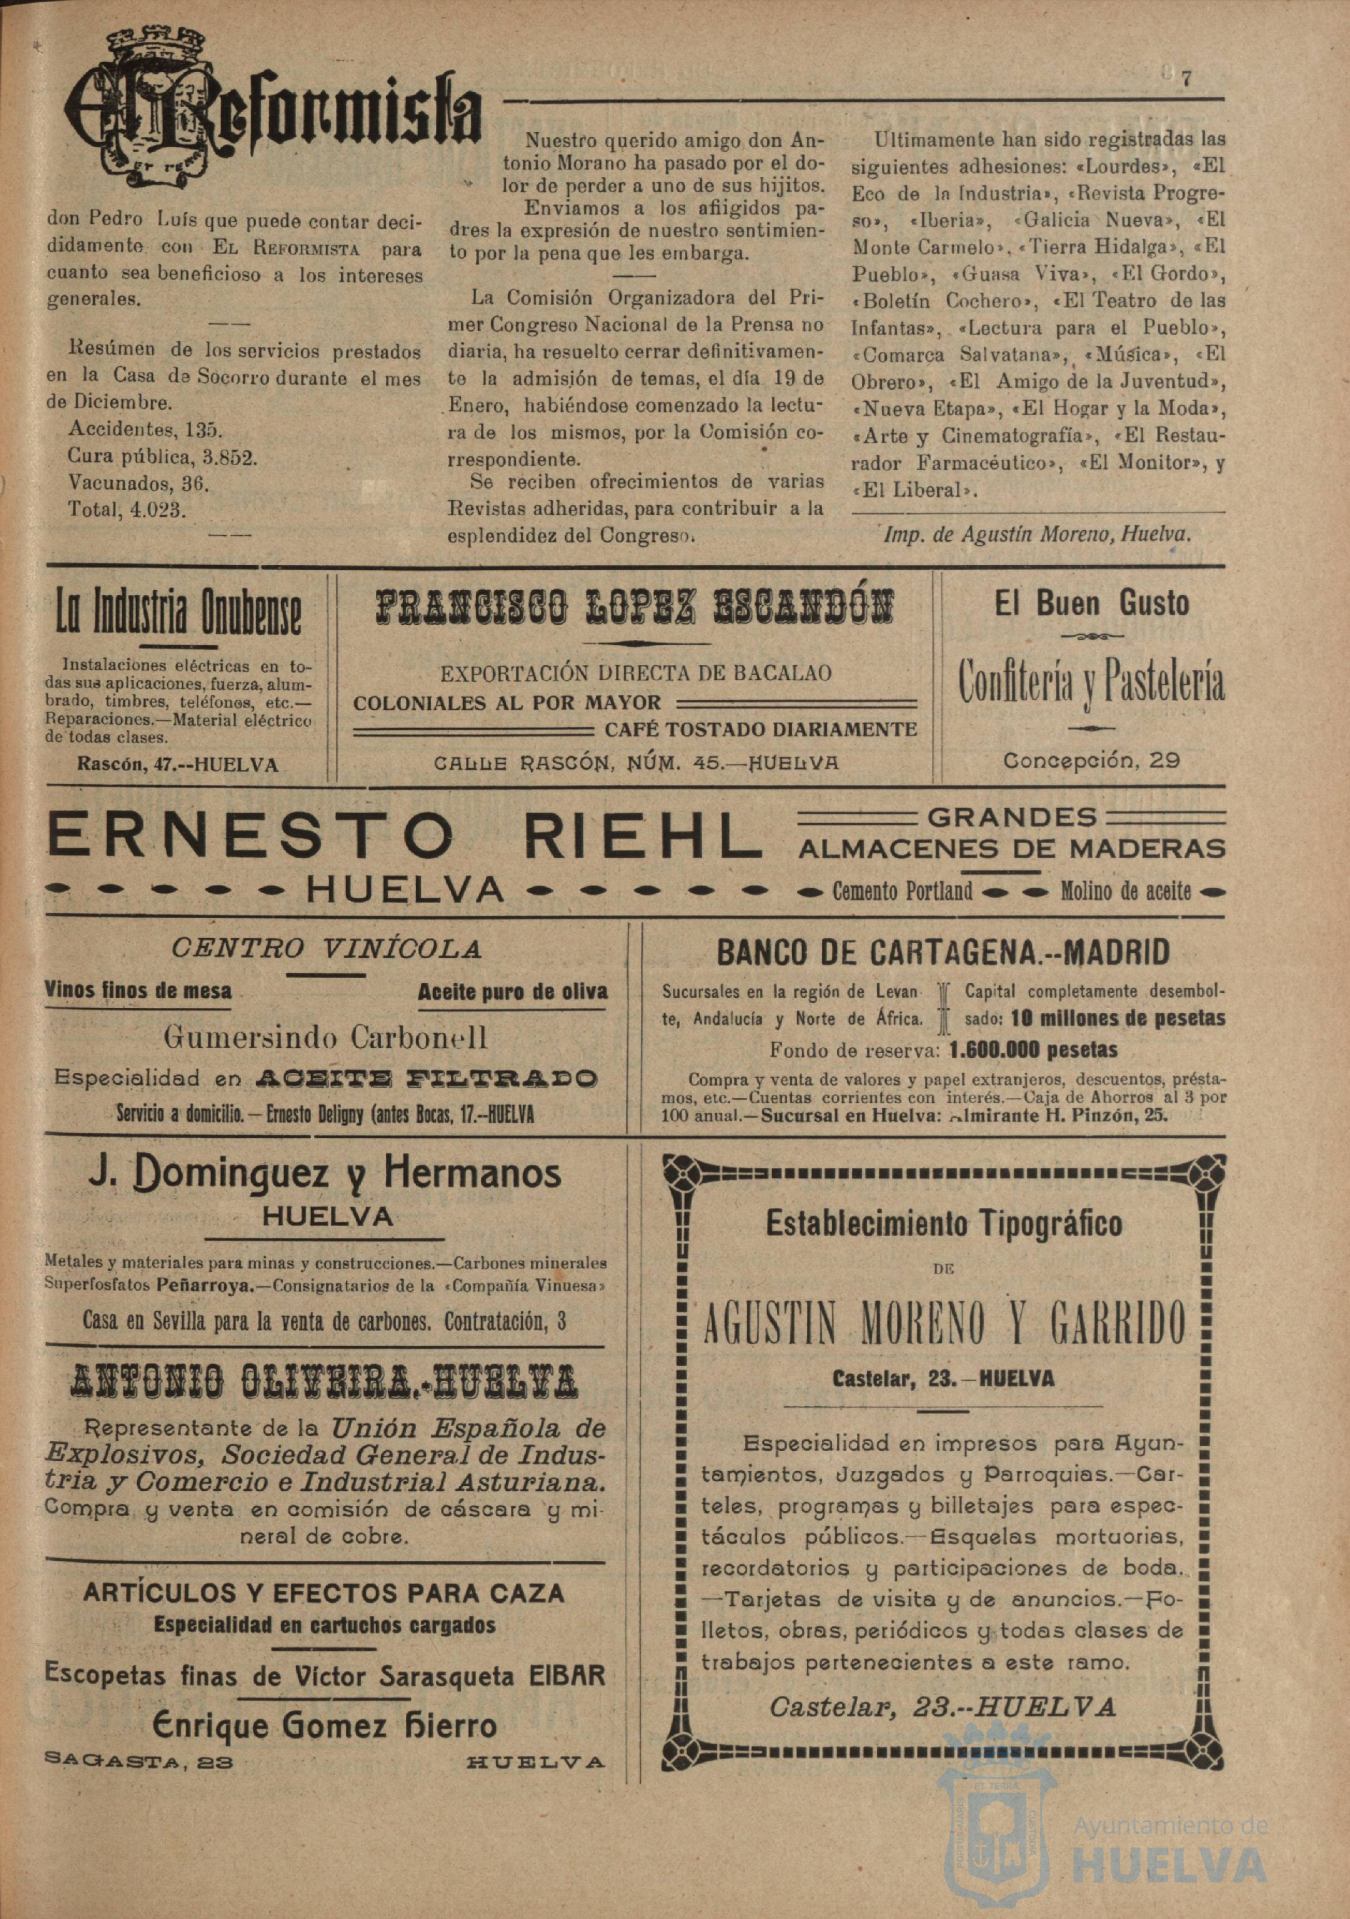 El Reformista
7
don Pedro Luís que puede contar deci-
didamente con EL REFORMISTA para
cuanto sea beneficioso a los intereses
generales.
Resúmen de los servicios prestados
en la Casa de Socorro durante el mes
de Diciembre.
Accidentes, 135.
Cura pública, 3.852.
Vacunados, 36.
Total, 4.023.
Nuestro querido amigo don An-
tonio Morano ha pasado por el do-
lor de perder a uno de sus hijitos.
Enviamos a los afligidos pa-
dres la expresión de nuestro sentimien-
to por la pena que les embarga.
La Comisión Organizadora del Pri-
mer Congreso Nacional de la Prensa no
diaria, ha resuelto cerrar definitivamen-
te la admisión de temas, el día 19 de
Enero, habiéndose comenzado la lectu-
ra de los mismos, por la Comisión co-
rrespondiente.
Se reciben ofrecimientos de varias
Revistas adheridas, para contribuir a la
esplendidez del Congreso.
Ultimamente han sido registradas las
siguientes adhesiones: «Lourdes», «El
Eco de la Industria», «Revista Progre-
so», «Iberia», «Galicia Nueva», «El
Monte Carmelo», «Tierra Hidalga», «El
Pueblo», «Guasa Viva», «El Gordo»,
«Boletín Cochero», «El Teatro de las
Infantas», «Lectura para el Pueblo»,
«Comarca Salvatana», «Música», «El
Obrero», «El Amigo de la Juventud»,
«Nueva Etapa», «El Hogar y la Moda»,
«Arte y Cinematografía», «El Restau-
rador Farmacéutico», «El Monitor», y
«El Liberal».
Imp. de Agustín Moreno, Huelva.
La Industria Onubense
Instalaciones eléctricas en to-
das sus aplicaciones, fuerza, alum-
brado, timbres, teléfonos, etc.—
Reparaciones.—Material eléctrico
de todas clases.
Rascón, 47.--HUELVA
FRANCISCO LOPEZ ESCANDÓN
EXPORTACIÓN DIRECTA DE BACALAO
COLONIALES AL POR MAYOR
CAFÉ TOSTADO DIARIAMENTE
CALLE RASCÓN, NÚM. 45.—HUELVA
El Buen Gusto
Confitería y Pastelería
Concepción, 29
ERNESTO RIEHL
HUELVA
GRANDES
ALMACENES DE MADERAS
Cemento Portland Molino de aceite
CENTRO VINÍCOLA
Vinos finos de mesa Aceite puro de oliva
Gumersindo Carbonell
Especialidad en ACEITE FILTRADO
Servicio a domicilio.—Ernesto Deligny (antes Bocas, 17.--HUELVA
BANCO DE CARTAGENA.--MADRID
Sucursales en la región de Levan
te, Andalucía y Norte de África.
Capital completamente desembol-
sado: 10 millones de pesetas
Fondo de reserva: 1.600.000 pesetas
Compra y venta de valores y papel extranjeros, descuentos, présta-
mos, etc.—Cuentas corrientes con interés.—Caja de Ahorros al 3 por
100 anual.—Sucursal en Huelva: Almirante H. Pinzón, 25.
J. Dominguez y Hermanos
HUELVA
Metales y materiales para minas y construcciones.—Carbones minerales
Superfosfatos Peñarroya.—Consignatarios de la «Compañía Vinuesa»
Casa en Sevilla para la venta de carbones. Contratación, 3
ANTONIO OLIVEIRA.-HUELVA
Representante de la Unión Española de
Explosivos, Sociedad General de Indus-
tria y Comercio e Industrial Asturiana.
Compra y venta en comisión de cáscara y mi-
neral de cobre.
ARTÍCULOS Y EFECTOS PARA CAZA
Especialidad en cartuchos cargados
Escopetas finas de Víctor Sarasqueta EIBAR
Enrique Gomez Hierro
SAGASTA, 23 HUELVA
Establecimiento Tipográfico
DE
AGUSTIN MORENO Y GARRIDO
Castelar, 23.—HUELVA
Especialidad en impresos para Ayun-
tamientos, Juzgados y Parroquias.—Car-
teles, programas y billetajes para espec-
táculos públicos.—Esquelas mortuorias,
recordatorios y participaciones de boda.
—Tarjetas de visita y de anuncios.—Fo-
lletos, obras, periódicos y todas clases de
trabajos pertenecientes a este ramo.
Castelar, 23.--HUELVA
Ayuntamiento de
HUELVA